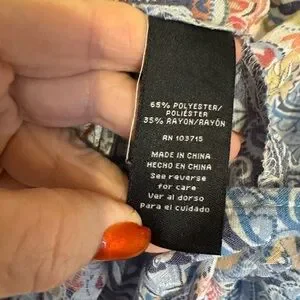 65% POLYESTER/
POLIÉSTER
35% RAYON/RAYÓN
RN 103715
MADE IN CHINA
HECHO EN CHINA
See reverse
for care
Ver al dorso
Para el cuidado